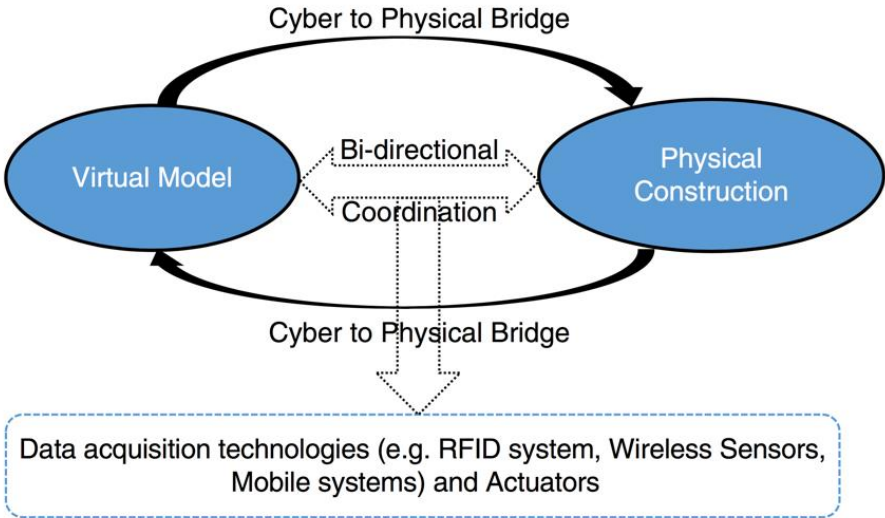 Cyber to Physical Bridge
Virtual Model
Bi-directional
Coordination
Physical
Construction
Cyber to Physical Bridge
Data acquisition technologies (e.g. RFID system, Wireless Sensors,
Mobile systems) and Actuators